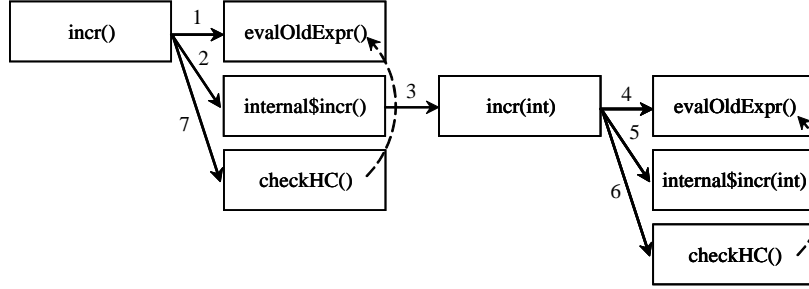 incr()
1
evalOldExpr()
2
internal$incr()
7
checkHC()
3
incr(int)
4
evalOldExpr()
5
internal$incr(int)
6
checkHC()